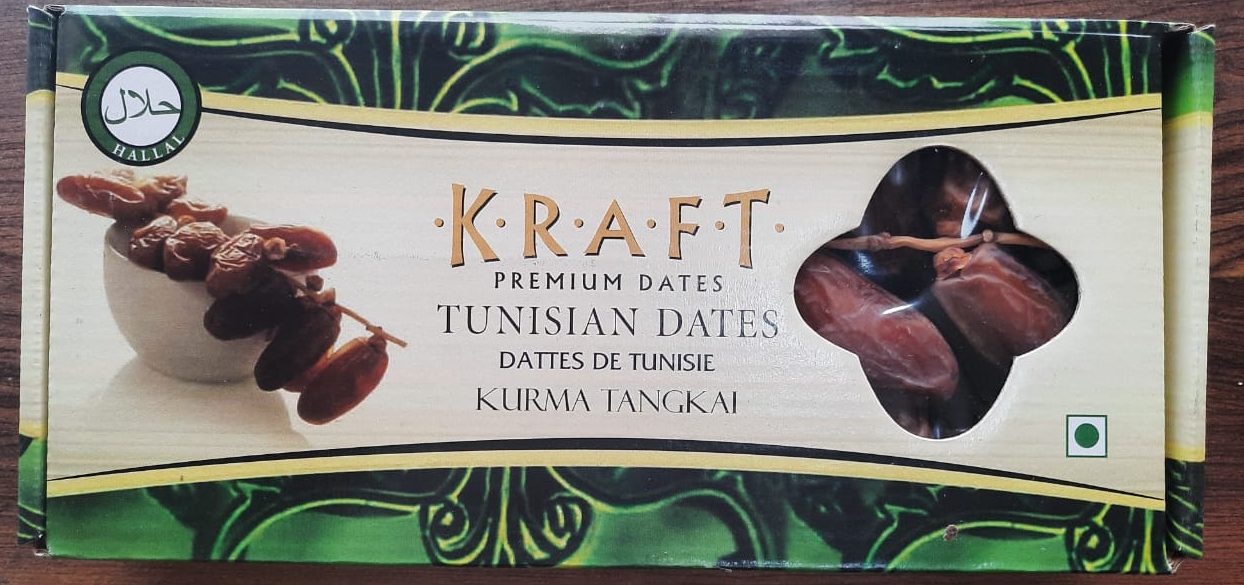 حلال
HALLAL
·K·R·A·F·T·
PREMIUM DATES
TUNISIAN DATES
DATTES DE TUNISIE
KURMA TANGKAI